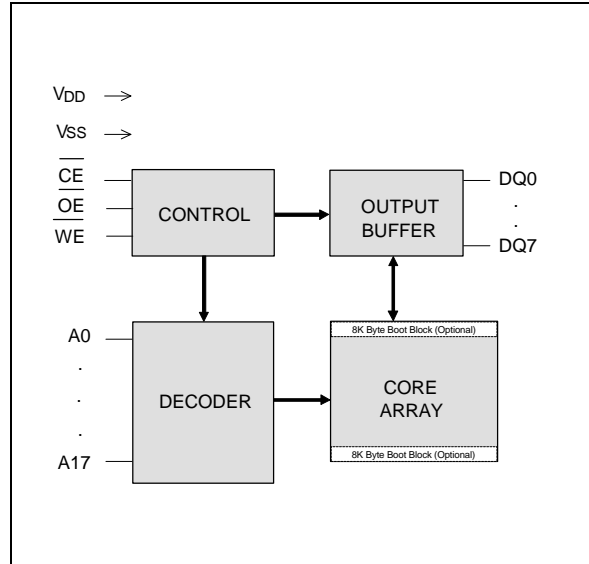 VDD
VSS
CE
OE
WE
CONTROL
OUTPUT
BUFFER
DQ0
.
.
DQ7
A0
.
.
.
A17
DECODER
8K Byte Boot Block (Optional)
CORE
ARRAY
8K Byte Boot Block (Optional)